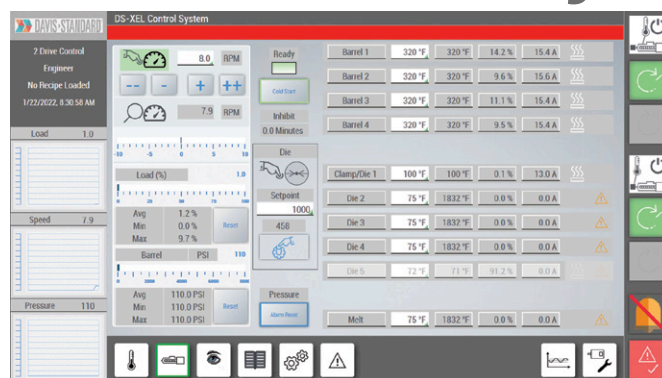 DAVIS-STANDARD
DS-XEL Control System
2 Drive Control
Engineer
No Recipe Loaded
1/22/2022, 8:30:58 AM
Load 1.0
Speed 7.9
Pressure 110
8.0 RPM
-- - + ++
7.9 RPM
-10 -5 0 5 10
Load (%) 1.0
Avg 1.2 %
Min 0.0 %
Max 9.7 %
Reset
Barrel PSI 110
Avg 110.0 PSI
Min 110.0 PSI
Max 110.0 PSI
Reset
Ready
Cold Start
Inhibit
0.0 Minutes
Die
Setpoint
1000
458
Pressure
Alarm Reset
Barrel 1 320 °F 320 °F 14.2 % 15.4 A
Barrel 2 320 °F 320 °F 9.6 % 15.6 A
Barrel 3 320 °F 320 °F 11.1 % 15.4 A
Barrel 4 320 °F 320 °F 9.5 % 15.4 A
Clamp/Die 1 100 °F 100 °F 0.1 % 13.0 A
Die 2 75 °F 1832 °F 0.0 % 0.0 A
Die 3 75 °F 1832 °F 0.0 % 0.0 A
Die 4 75 °F 1832 °F 0.0 % 0.0 A
Die 5 72 °F 71 °F 91.2 % 0.0 A
Melt 75 °F 1832 °F 0.0 % 0.0 A